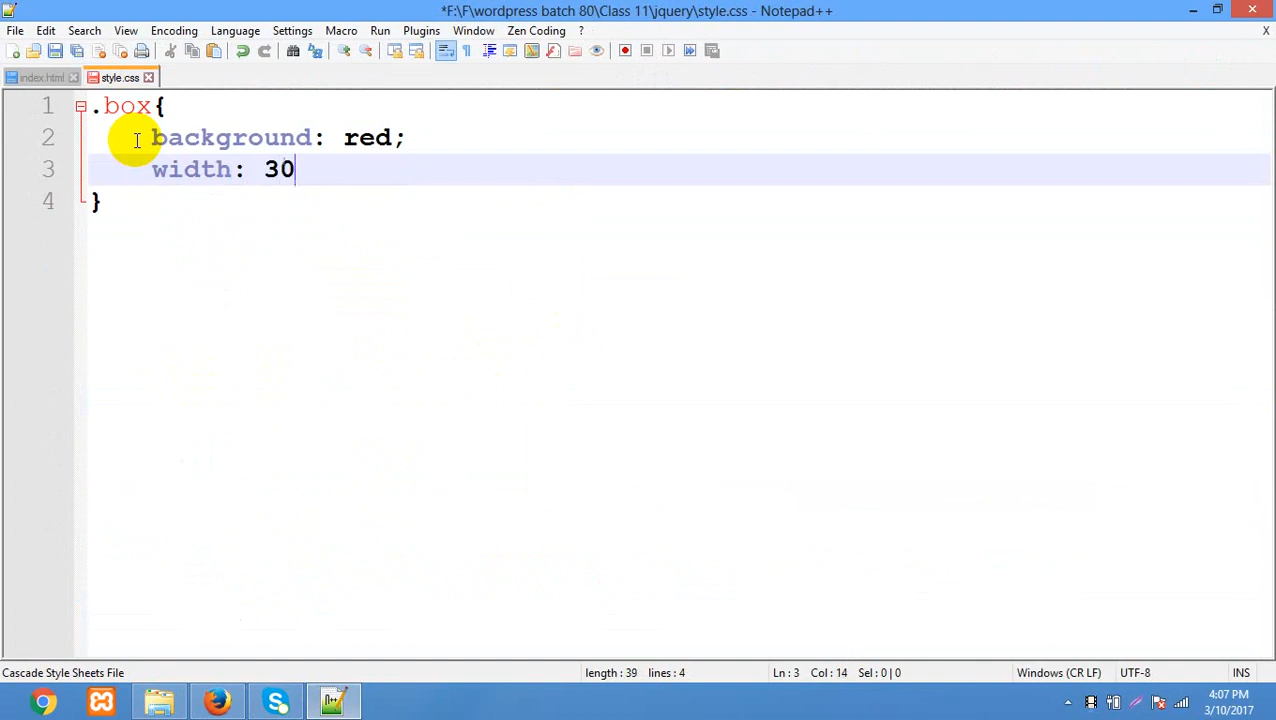 *F:\F\wordpress batch 80\Class 11\jquery\style.css - Notepad++
File Edit Search View Encoding Language Settings Macro Run Plugins Window Zen Coding ? X
index.html style.css
1 .box{
2 background: red;
3 width: 30
4 }
Cascade Style Sheets File length : 39 lines : 4 Ln : 3 Col : 14 Sel : 0 | 0 Windows (CR LF) UTF-8 INS
4:07 PM
3/10/2017